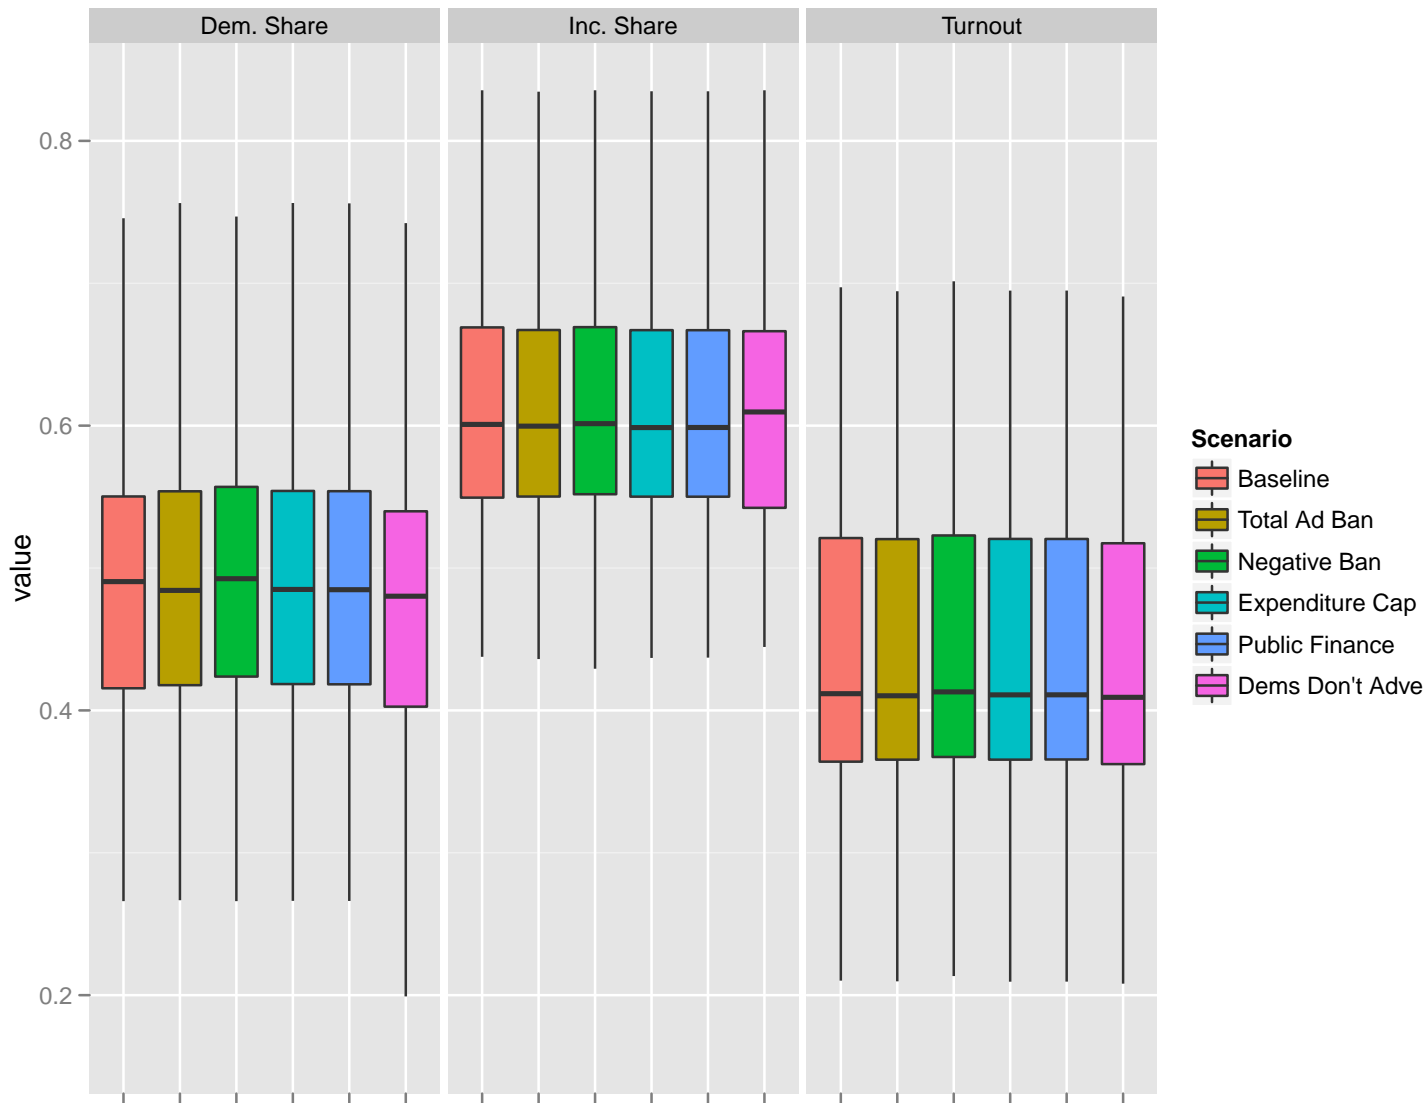 Dem. Share
Inc. Share
Turnout
0.8
0.6
0.4
0.2
value
Scenario
Baseline
Total Ad Ban
Negative Ban
Expenditure Cap
Public Finance
Dems Don't Adve